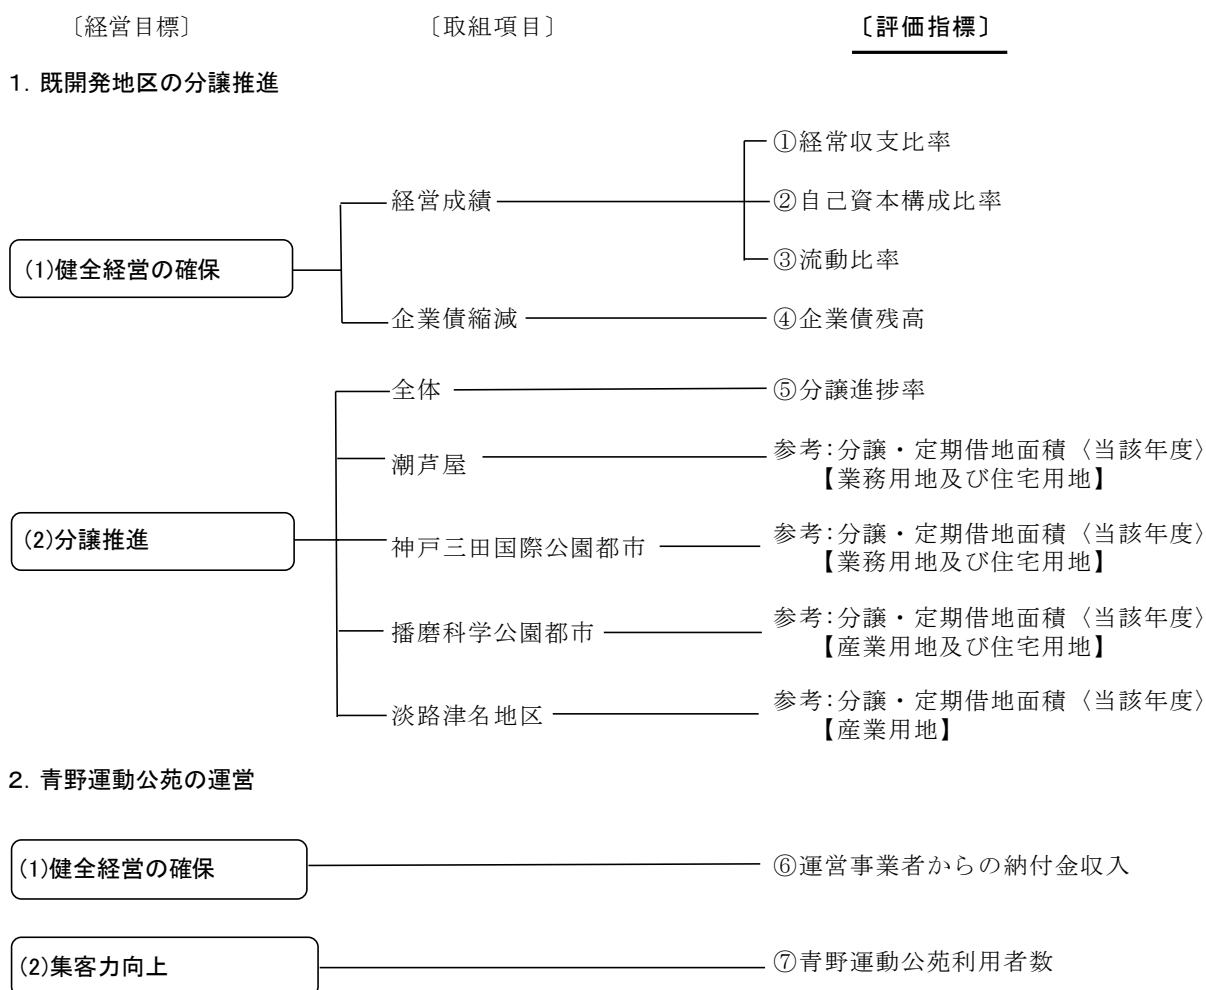 〔経営目標〕 〔取組項目〕 〔評価指標〕
1. 既開発地区の分譲推進
①経常収支比率
経営成績 ②自己資本構成比率
(1)健全経営の確保 ③流動比率
企業債縮減 ④企業債残高
全体 ⑤分譲進捗率
潮芦屋 参考:分譲・定期借地面積〈当該年度〉
【業務用地及び住宅用地】
(2)分譲推進 神戸三田国際公園都市 参考:分譲・定期借地面積〈当該年度〉
【業務用地及び住宅用地】
播磨科学公園都市 参考:分譲・定期借地面積〈当該年度〉
【産業用地及び住宅用地】
淡路津名地区 参考:分譲・定期借地面積〈当該年度〉
【産業用地】
2. 青野運動公苑の運営
(1)健全経営の確保 ⑥運営事業者からの納付金収入
(2)集客力向上 ⑦青野運動公苑利用者数